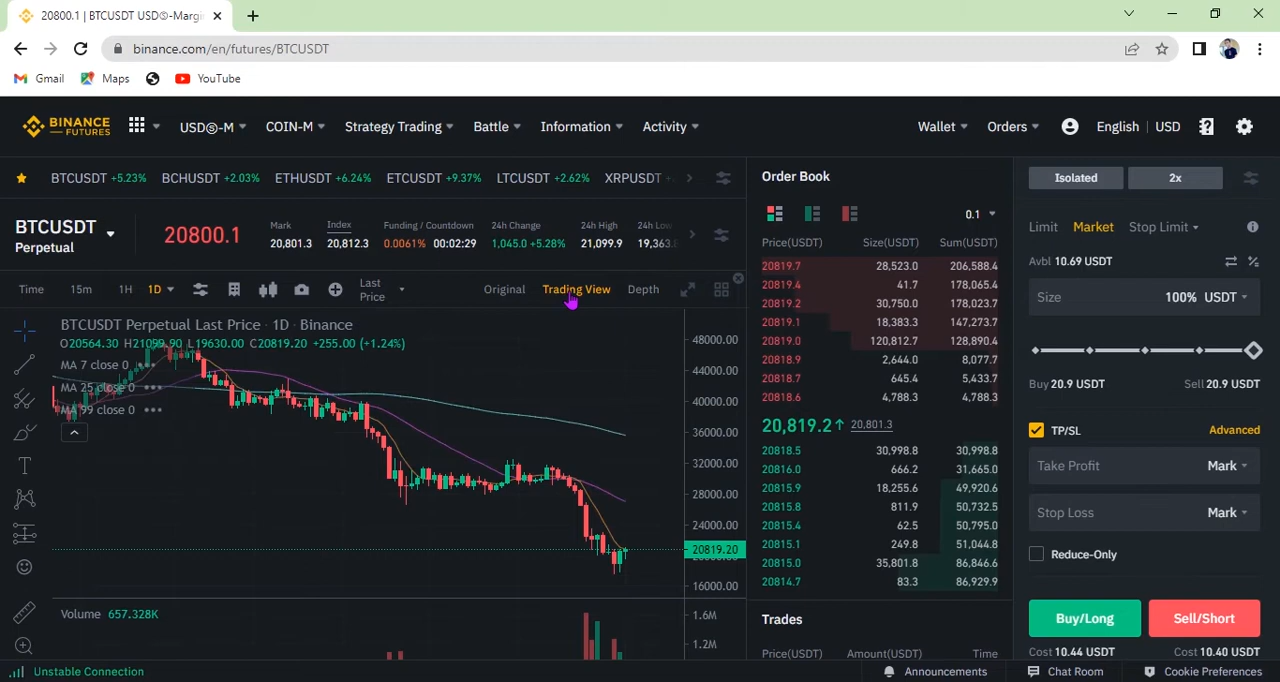 20800.1 | BTCUSDT USDⓈ-Margi
binance.com/en/futures/BTCUSDT
Gmail Maps YouTube
BINANCE FUTURES USDⓈ-M COIN-M Strategy Trading Battle Information Activity Wallet Orders English USD
BTCUSDT +5.23% BCHUSDT +2.03% ETHUSDT +6.24% ETCUSDT +9.37% LTCUSDT +2.62% XRPUSDT
BTCUSDT
Perpetual
20800.1
Mark
20,801.3
Index
20,812.3
Funding / Countdown
0.0061% 00:02:29
24h Change
1,045.0 +5.28%
24h High
21,099.9
24h Low
19,363.
Time 15m 1H 1D Last Price Original Trading View Depth
BTCUSDT Perpetual Last Price · 1D · Binance
O20564.30 H21099.90 L19630.00 C20819.20 +255.00 (+1.24%)
MA 7 close 0
MA 25 close 0
MA 99 close 0
48000.00
44000.00
40000.00
36000.00
32000.00
28000.00
24000.00
20819.20
16000.00
Volume 657.328K
1.6M
1.2M
Order Book
0.1
Price(USDT) Size(USDT) Sum(USDT)
20819.7 28,523.0 206,588.4
20819.4 41.7 178,065.4
20819.2 30,750.0 178,023.7
20819.1 18,383.3 147,273.7
20819.0 120,812.7 128,890.4
20818.9 2,644.0 8,077.7
20818.7 645.4 5,433.7
20818.6 4,788.3 4,788.3
20,819.2↑ 20,801.3
20818.5 30,998.8 30,998.8
20816.0 666.2 31,665.0
20815.9 18,255.6 49,920.6
20815.8 811.9 50,732.5
20815.4 62.5 50,795.0
20815.1 249.8 51,044.8
20815.0 35,801.8 86,846.6
20814.7 83.3 86,929.9
Trades
Price(USDT) Amount(USDT) Time
Isolated 2x
Limit Market Stop Limit
Avbl 10.69 USDT
Size 100% USDT
Buy 20.9 USDT Sell 20.9 USDT
TP/SL Advanced
Take Profit Mark
Stop Loss Mark
Reduce-Only
Buy/Long Sell/Short
Cost 10.44 USDT Cost 10.40 USDT
Unstable Connection Announcements Chat Room Cookie Preferences